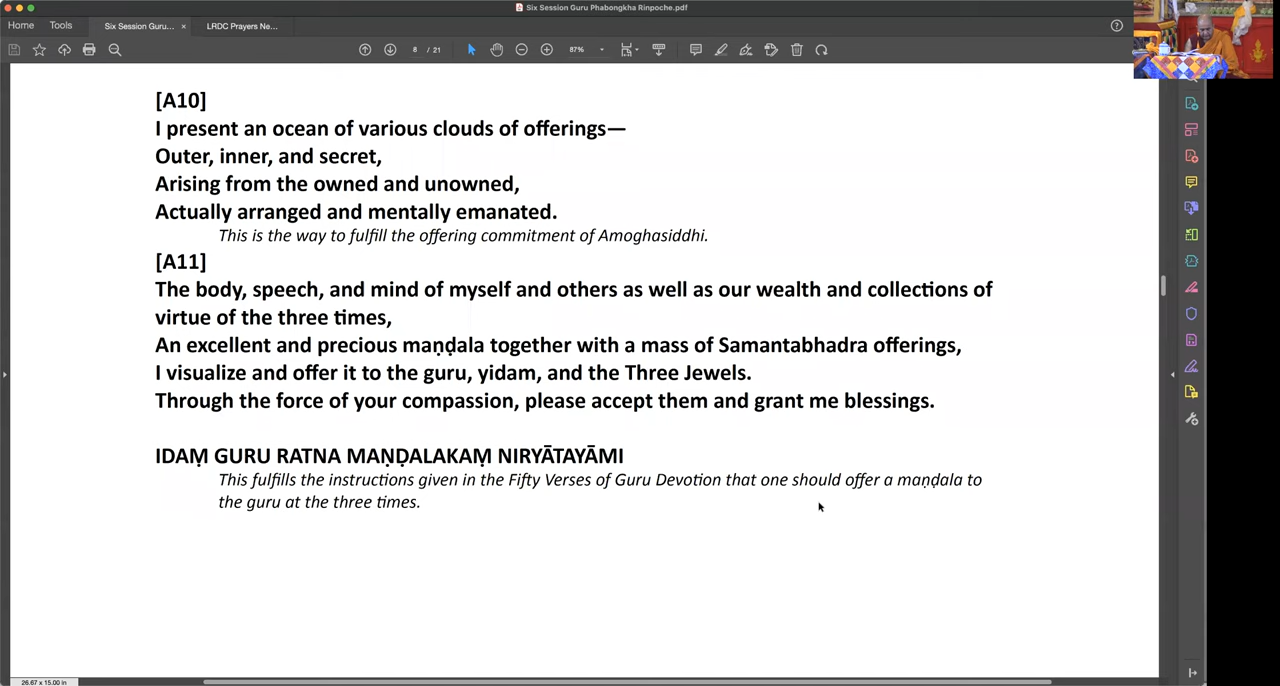 Six Session Guru Phabongkha Rinpoche.pdf
Home Tools Six Session Guru... × LRDC Prayers Ne...
8 / 21 87%
[A10]
I present an ocean of various clouds of offerings—
Outer, inner, and secret,
Arising from the owned and unowned,
Actually arranged and mentally emanated.
This is the way to fulfill the offering commitment of Amoghasiddhi.
[A11]
The body, speech, and mind of myself and others as well as our wealth and collections of
virtue of the three times,
An excellent and precious maṇḍala together with a mass of Samantabhadra offerings,
I visualize and offer it to the guru, yidam, and the Three Jewels.
Through the force of your compassion, please accept them and grant me blessings.
IDAṂ GURU RATNA MAṆḌALAKAṂ NIRYĀTAYĀMI
This fulfills the instructions given in the Fifty Verses of Guru Devotion that one should offer a maṇḍala to
the guru at the three times.
26.67 x 15.00 in